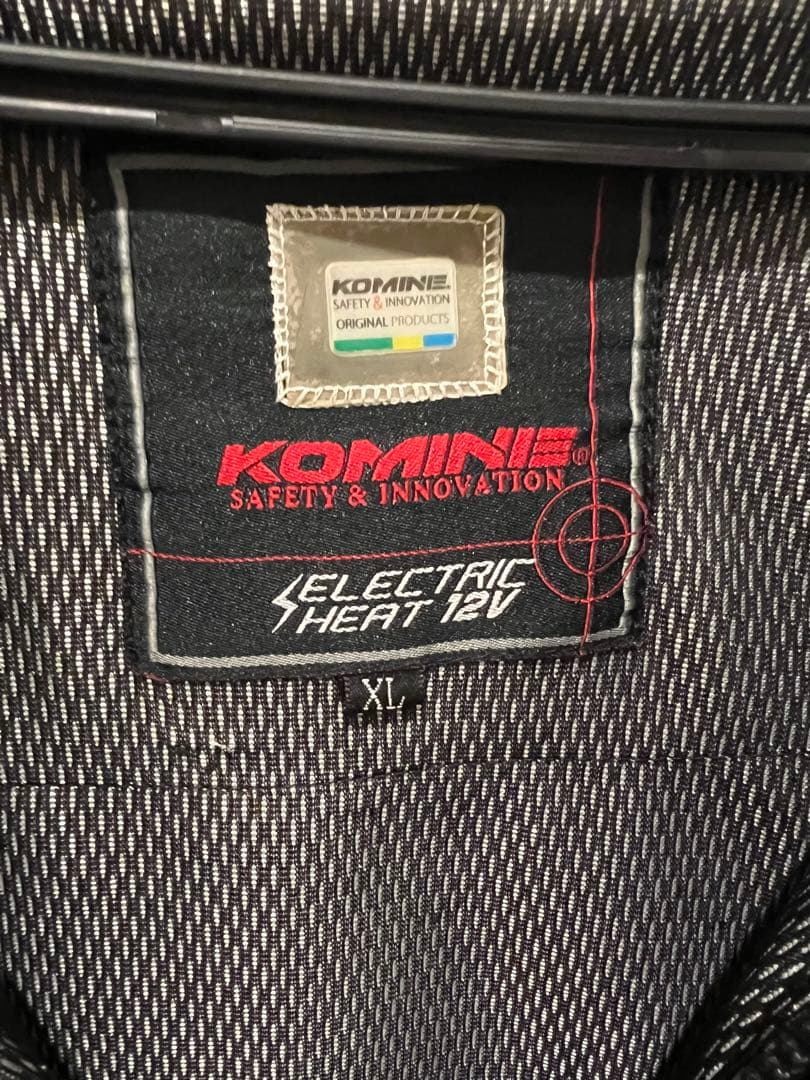 KOMINE.
SAFETY & INNOVATION
ORIGINAL PRODUCTS
KOMINE®
SAFETY & INNOVATION
ELECTRIC
HEAT 12V
XL